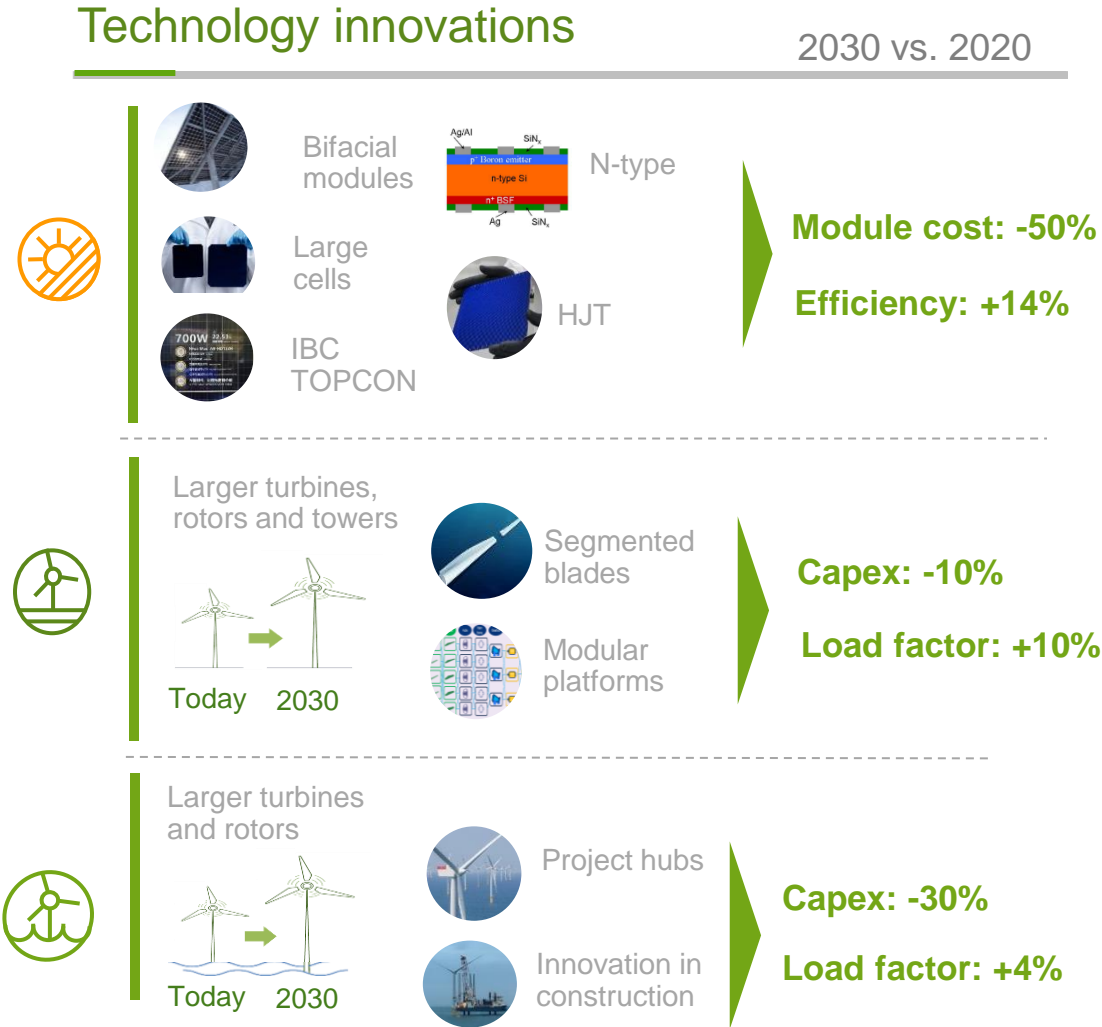 Technology innovations
2030 vs. 2020
Bifacial
modules
Ag/Al
SiNx
p+ Boron emitter
n-type Si
n+ BSF
Ag
SiNx
N-type
Large
cells
HJT
700W
IBC
TOPCON
Module cost: -50%
Efficiency: +14%
Larger turbines,
rotors and towers
Today
2030
Segmented
blades
Modular
platforms
Capex: -10%
Load factor: +10%
Larger turbines
and rotors
Today
2030
Project hubs
Innovation in
construction
Capex: -30%
Load factor: +4%